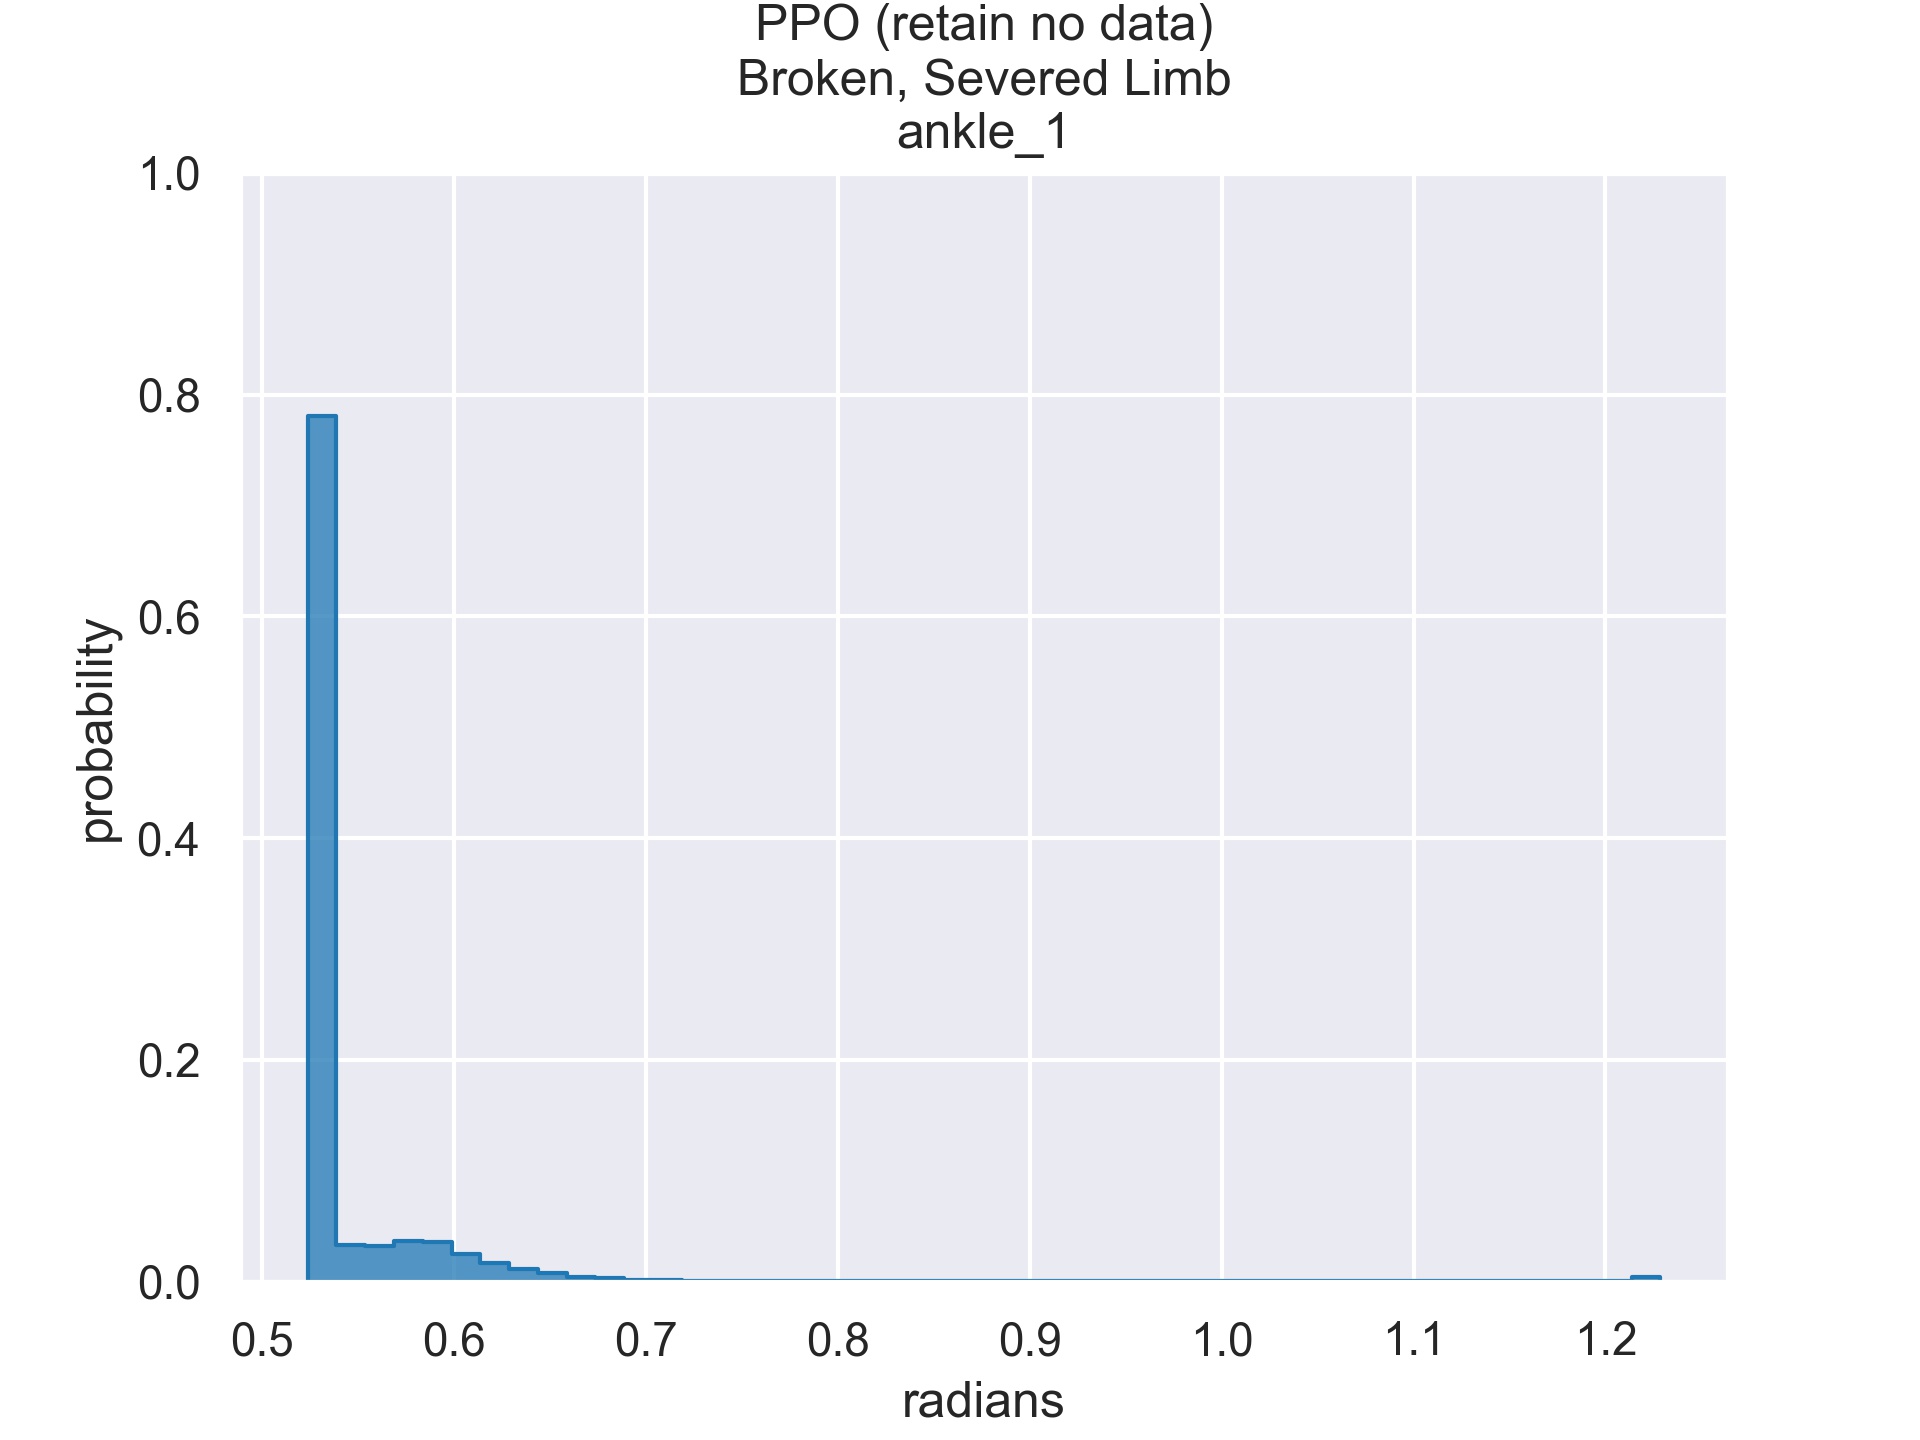 PPO (retain no data)
Broken, Severed Limb
ankle_1
1.0
0.8
0.6
0.4
0.2
0.0
probability
0.5 0.6 0.7 0.8 0.9 1.0 1.1 1.2
radians